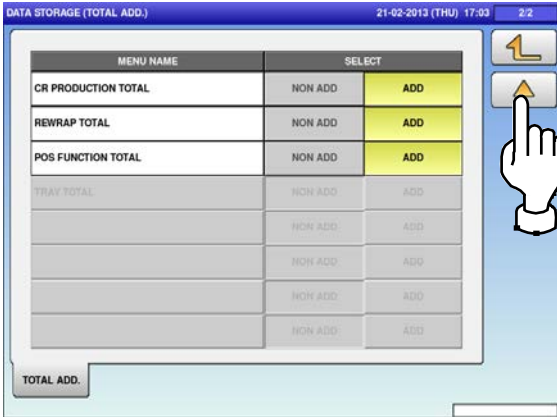 DATA STORAGE (TOTAL ADD.) 21-02-2013 (THU) 17:03 2/2
MENU NAME SELECT
CR PRODUCTION TOTAL NON ADD ADD
REWRAP TOTAL NON ADD ADD
POS FUNCTION TOTAL NON ADD ADD
TRAY TOTAL NON ADD ADD
NON ADD ADD
NON ADD ADD
NON ADD ADD
NON ADD ADD
TOTAL ADD.